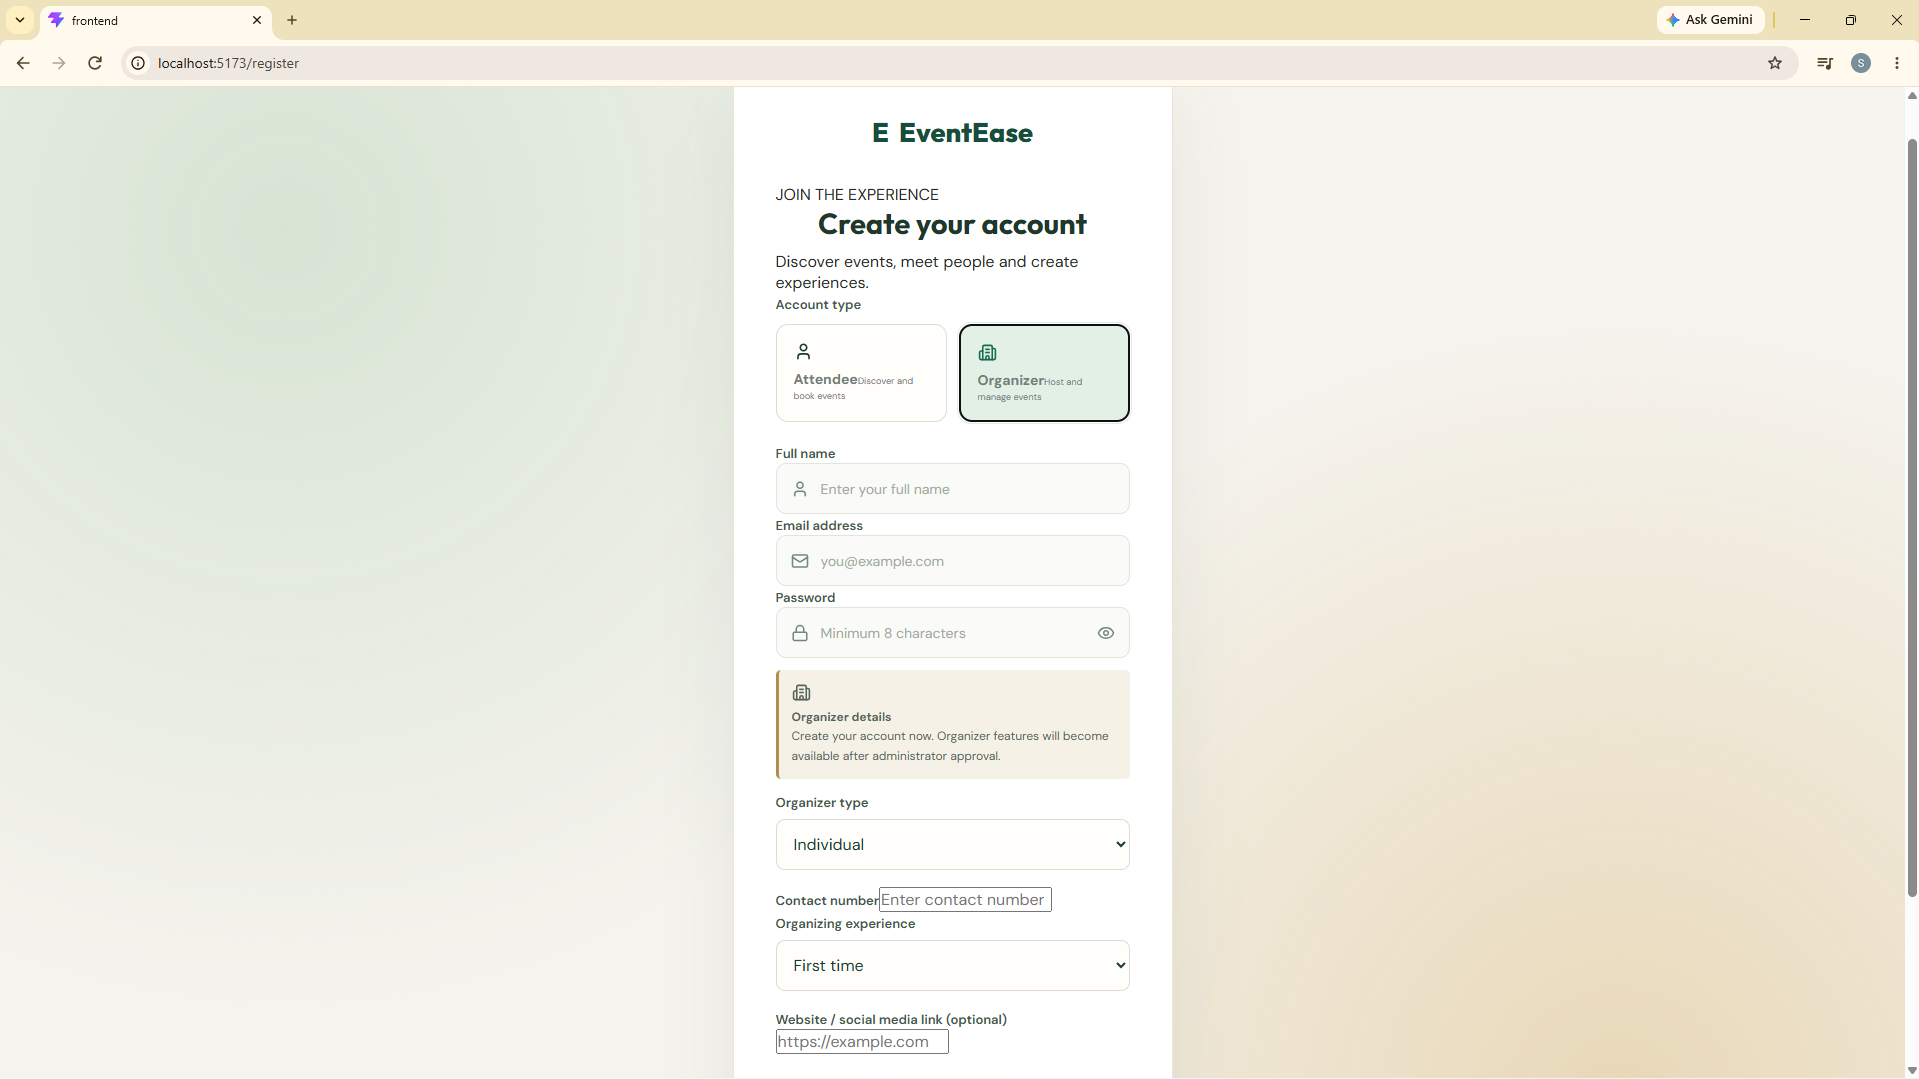 frontend
Ask Gemini
localhost:5173/register
S
E EventEase
JOIN THE EXPERIENCE
Create your account
Discover events, meet people and create
experiences.
Account type
AttendeeDiscover and
book events
OrganizerHost and
manage events
Full name
Enter your full name
Email address
you@example.com
Password
Minimum 8 characters
Organizer details
Create your account now. Organizer features will become
available after administrator approval.
Organizer type
Individual
Contact numberEnter contact number
Organizing experience
First time
Website / social media link (optional)
https://example.com